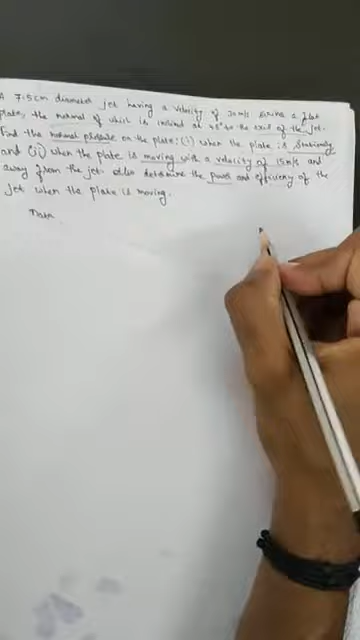 A 7.5cm diameter jet having a velocity of 30m/s strikes a flat
plate, the normal of which is inclined at 45° to the axis of the jet.
Find the normal pressure on the plate: (i) when the plate is stationary
and (ii) when the plate is moving with a velocity of 15m/s and
away from the jet. Also determine the power and efficiency of the
jet when the plate is moving.